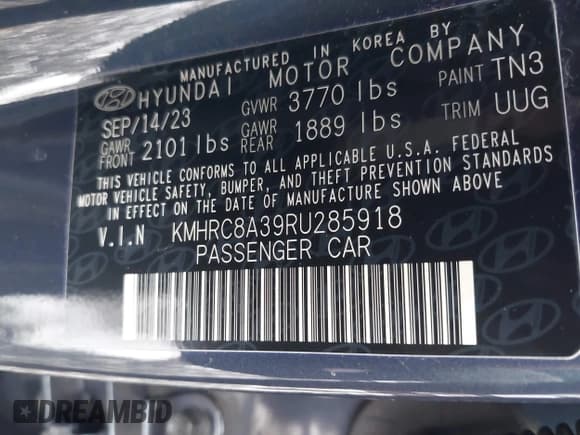 MANUFACTURED IN KOREA BY
HYUNDAI MOTOR COMPANY
SEP/14/23 GVWR 3770 lbs PAINT TN3
GAWR FRONT 2101 lbs GAWR REAR 1889 lbs TRIM UUG
THIS VEHICLE CONFORMS TO ALL APPLICABLE U.S.A. FEDERAL
MOTOR VEHICLE SAFETY, BUMPER, AND THEFT PREVENTION STANDARDS
IN EFFECT ON THE DATE OF MANUFACTURE SHOWN ABOVE.
V.I.N KMHRC8A39RU285918
PASSENGER CAR
DREAMBID